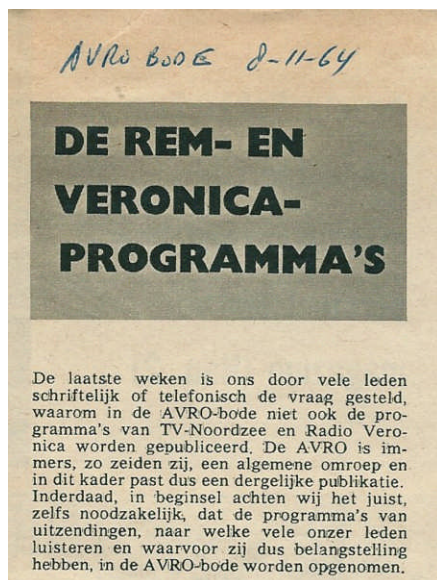 AVRO BODE 8-11-64
DE REM- EN
VERONICA-
PROGRAMMA'S
De laatste weken is ons door vele leden
schriftelijk of telefonisch de vraag gesteld,
waarom in de AVRO-bode niet ook de pro-
gramma's van TV-Noordzee en Radio Vero-
nica worden gepubliceerd. De AVRO is im-
mers, zo zeiden zij, een algemene omroep en
in dit kader past dus een dergelijke publikatie.
Inderdaad, in beginsel achten wij het juist,
zelfs noodzakelijk, dat de programma's van
uitzendingen, naar welke vele onzer leden
luisteren en waarvoor zij dus belangstelling
hebben, in de AVRO-bode worden opgenomen.